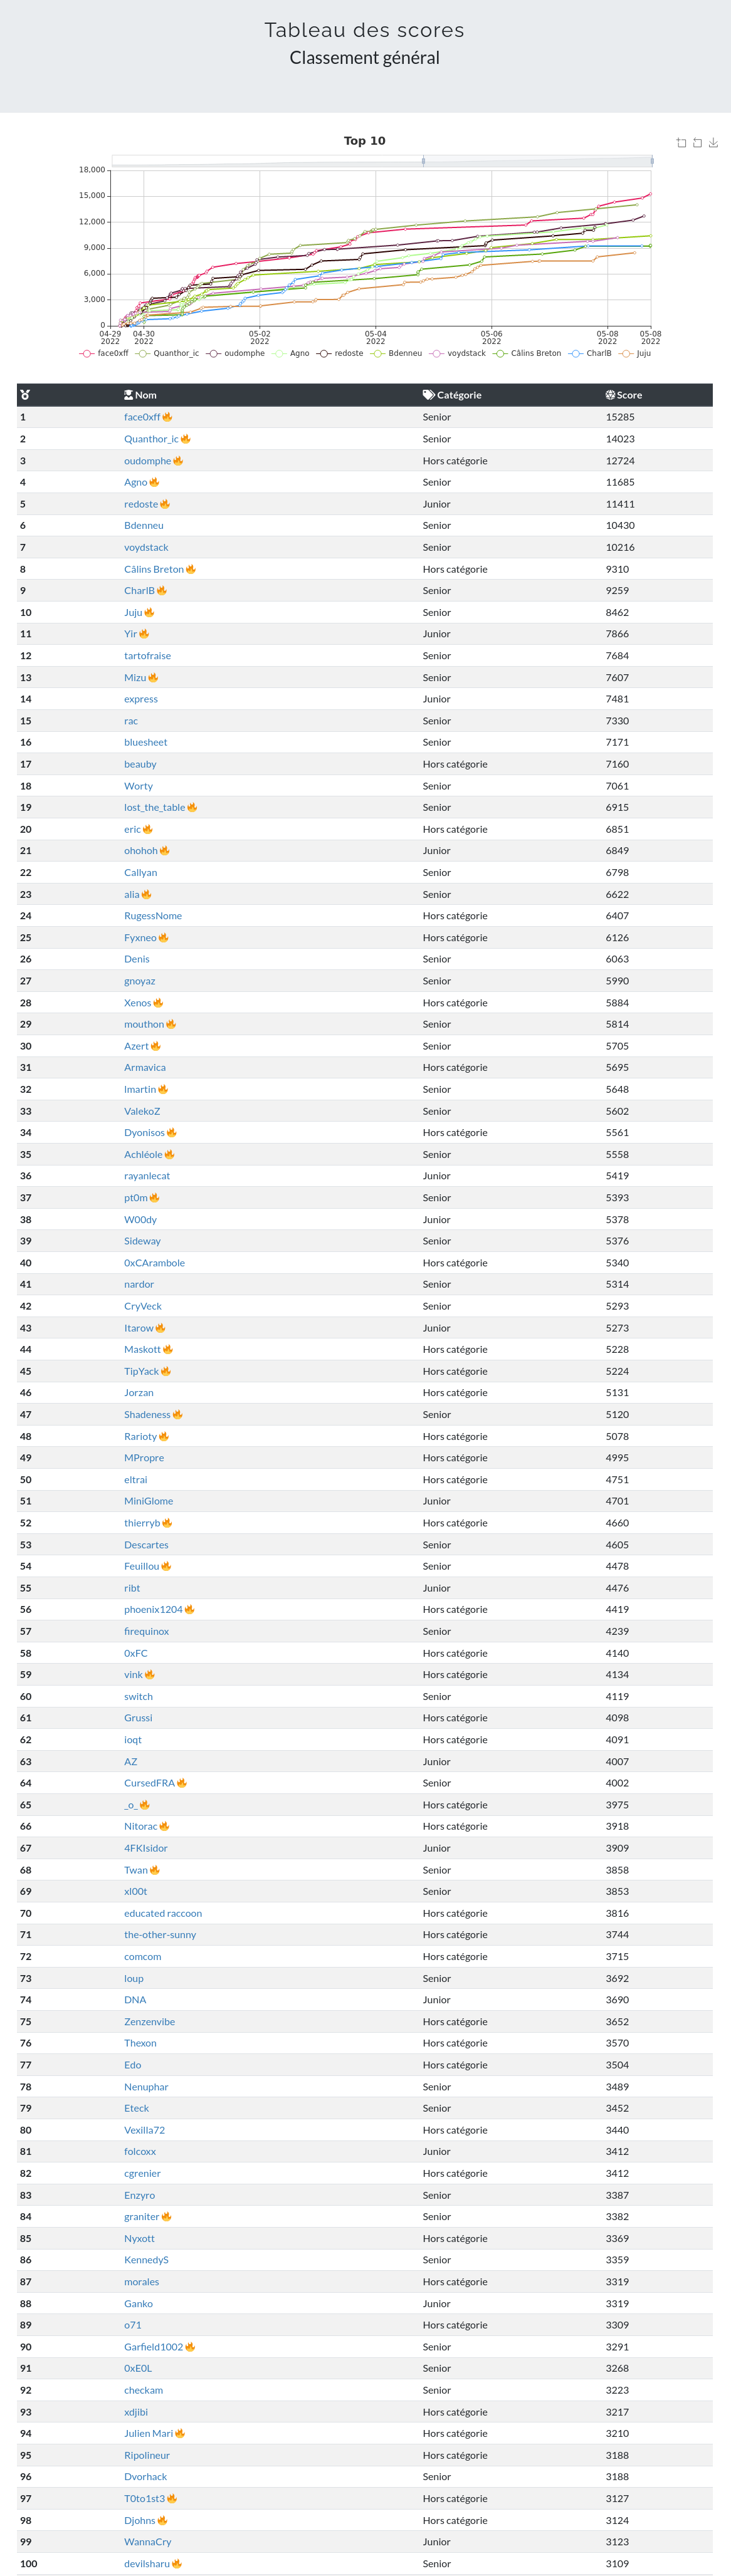 Tableau des scores
Classement général
Top 10
18,000
15,000
12,000
9,000
6,000
3,000
0
04-29 04-30 05-02 05-04 05-06 05-08 05-08
2022 2022 2022 2022 2022 2022 2022
face0xff Quanthor_ic oudomphe Agno redoste Bdenneu voydstack Câlins Breton CharlB Juju
Nom Catégorie Score
1 face0xff🔥 Senior 15285
2 Quanthor_ic🔥 Senior 14023
3 oudomphe🔥 Hors catégorie 12724
4 Agno🔥 Senior 11685
5 redoste🔥 Junior 11411
6 Bdenneu Senior 10430
7 voydstack Senior 10216
8 Câlins Breton🔥 Hors catégorie 9310
9 CharlB🔥 Senior 9259
10 Juju🔥 Senior 8462
11 Yir🔥 Junior 7866
12 tartofraise Senior 7684
13 Mizu🔥 Senior 7607
14 express Junior 7481
15 rac Senior 7330
16 bluesheet Senior 7171
17 beauby Hors catégorie 7160
18 Worty Senior 7061
19 lost_the_table🔥 Senior 6915
20 eric🔥 Hors catégorie 6851
21 ohohoh🔥 Junior 6849
22 Callyan Senior 6798
23 alia🔥 Senior 6622
24 RugessNome Hors catégorie 6407
25 Fyxneo🔥 Hors catégorie 6126
26 Denis Senior 6063
27 gnoyaz Senior 5990
28 Xenos🔥 Hors catégorie 5884
29 mouthon🔥 Senior 5814
30 Azert🔥 Senior 5705
31 Armavica Hors catégorie 5695
32 lmartin🔥 Senior 5648
33 ValekoZ Senior 5602
34 Dyonisos🔥 Hors catégorie 5561
35 Achléole🔥 Senior 5558
36 rayanlecat Junior 5419
37 pt0m🔥 Senior 5393
38 W00dy Junior 5378
39 Sideway Senior 5376
40 0xCArambole Hors catégorie 5340
41 nardor Senior 5314
42 CryVeck Senior 5293
43 Itarow🔥 Junior 5273
44 Maskott🔥 Hors catégorie 5228
45 TipYack🔥 Hors catégorie 5224
46 Jorzan Hors catégorie 5131
47 Shadeness🔥 Senior 5120
48 Rarioty🔥 Hors catégorie 5078
49 MPropre Hors catégorie 4995
50 eltrai Hors catégorie 4751
51 MiniGlome Junior 4701
52 thierryb🔥 Hors catégorie 4660
53 Descartes Senior 4605
54 Feuillou🔥 Senior 4478
55 ribt Junior 4476
56 phoenix1204🔥 Hors catégorie 4419
57 firequinox Senior 4239
58 0xFC Hors catégorie 4140
59 vink🔥 Hors catégorie 4134
60 switch Senior 4119
61 Grussi Hors catégorie 4098
62 ioqt Hors catégorie 4091
63 AZ Junior 4007
64 CursedFRA🔥 Senior 4002
65 _o_🔥 Hors catégorie 3975
66 Nitorac🔥 Hors catégorie 3918
67 4FKIsidor Junior 3909
68 Twan🔥 Senior 3858
69 xl00t Senior 3853
70 educated raccoon Hors catégorie 3816
71 the-other-sunny Hors catégorie 3744
72 comcom Hors catégorie 3715
73 loup Senior 3692
74 DNA Junior 3690
75 Zenzenvibe Hors catégorie 3652
76 Thexon Hors catégorie 3570
77 Edo Hors catégorie 3504
78 Nenuphar Senior 3489
79 Eteck Senior 3452
80 Vexilla72 Hors catégorie 3440
81 folcoxx Junior 3412
82 cgrenier Hors catégorie 3412
83 Enzyro Senior 3387
84 graniter🔥 Senior 3382
85 Nyxott Hors catégorie 3369
86 KennedyS Senior 3359
87 morales Hors catégorie 3319
88 Ganko Junior 3319
89 o71 Hors catégorie 3309
90 Garfield1002🔥 Senior 3291
91 0xE0L Senior 3268
92 checkam Senior 3223
93 xdjibi Hors catégorie 3217
94 Julien Mari🔥 Hors catégorie 3210
95 Ripolineur Hors catégorie 3188
96 Dvorhack Senior 3188
97 T0to1st3🔥 Hors catégorie 3127
98 Djohns🔥 Hors catégorie 3124
99 WannaCry Junior 3123
100 devilsharu🔥 Senior 3109